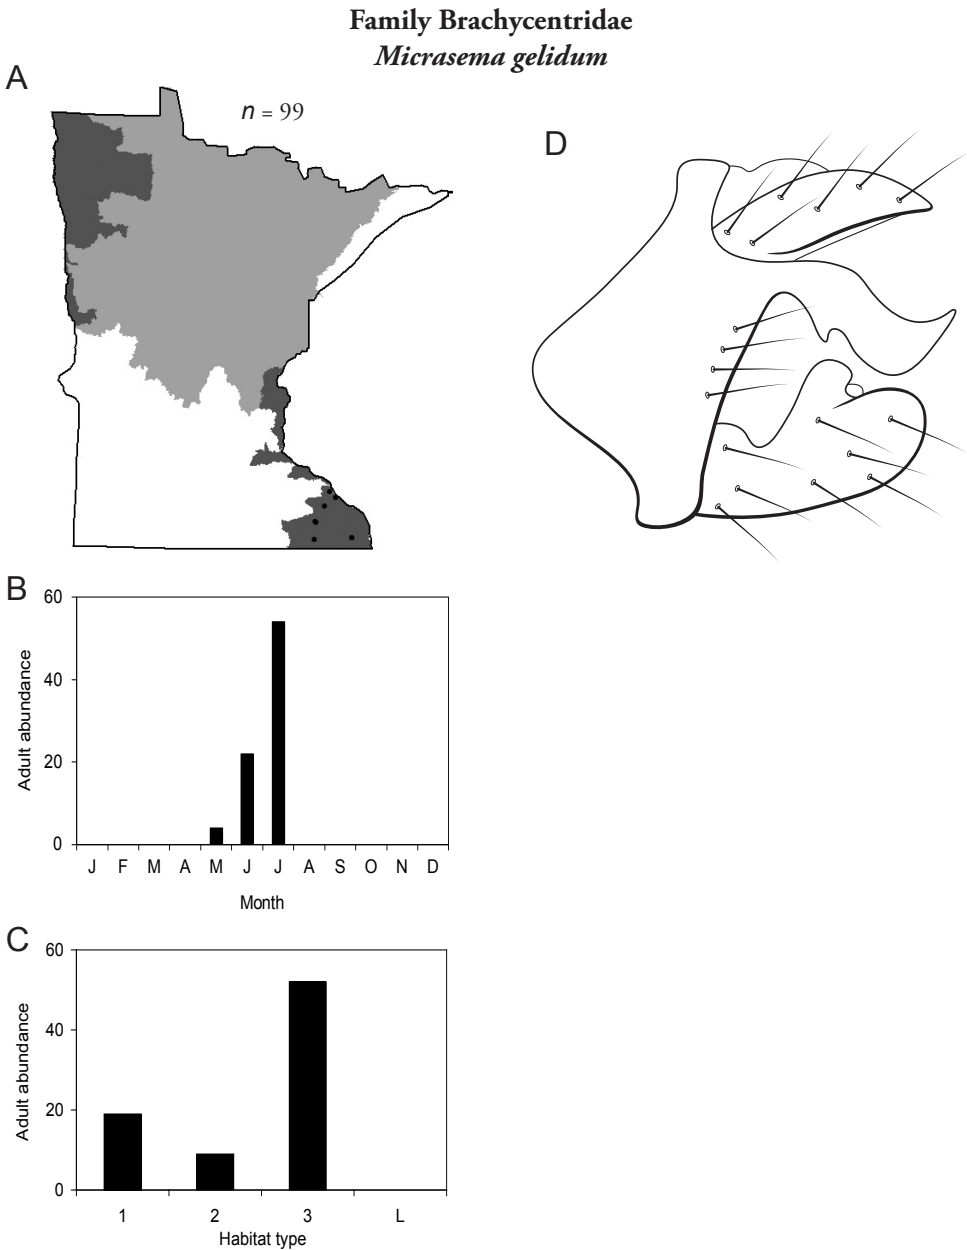 Family Brachycentridae
Micrasema gelidum
A
n = 99
D
B
60
40
20
0
Adult abundance
J F M A M J J A S O N D
Month
C
60
40
20
0
Adult abundance
1 2 3 L
Habitat type